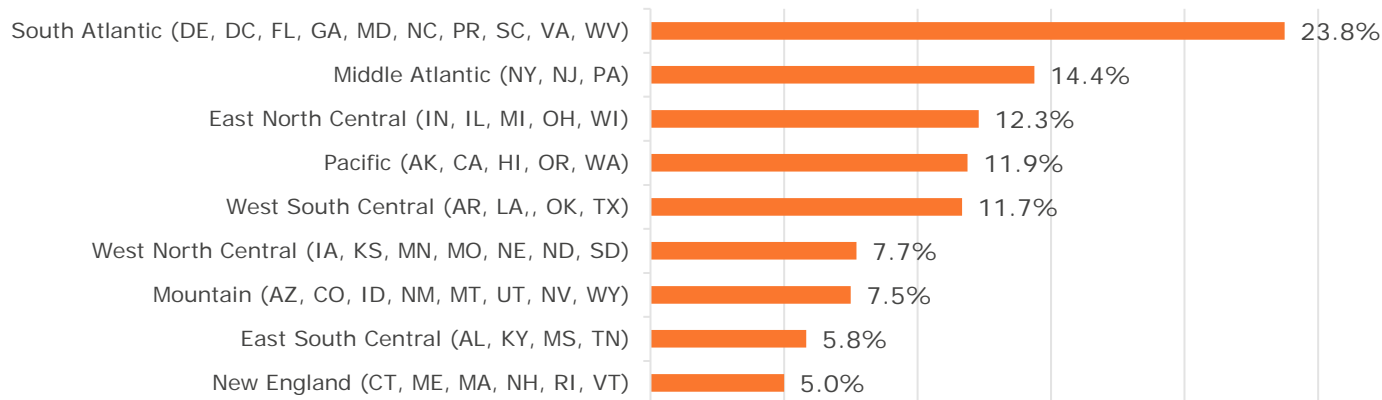 South Atlantic (DE, DC, FL, GA, MD, NC, PR, SC, VA, WV) 23.8%
Middle Atlantic (NY, NJ, PA) 14.4%
East North Central (IN, IL, MI, OH, WI) 12.3%
Pacific (AK, CA, HI, OR, WA) 11.9%
West South Central (AR, LA,, OK, TX) 11.7%
West North Central (IA, KS, MN, MO, NE, ND, SD) 7.7%
Mountain (AZ, CO, ID, NM, MT, UT, NV, WY) 7.5%
East South Central (AL, KY, MS, TN) 5.8%
New England (CT, ME, MA, NH, RI, VT) 5.0%